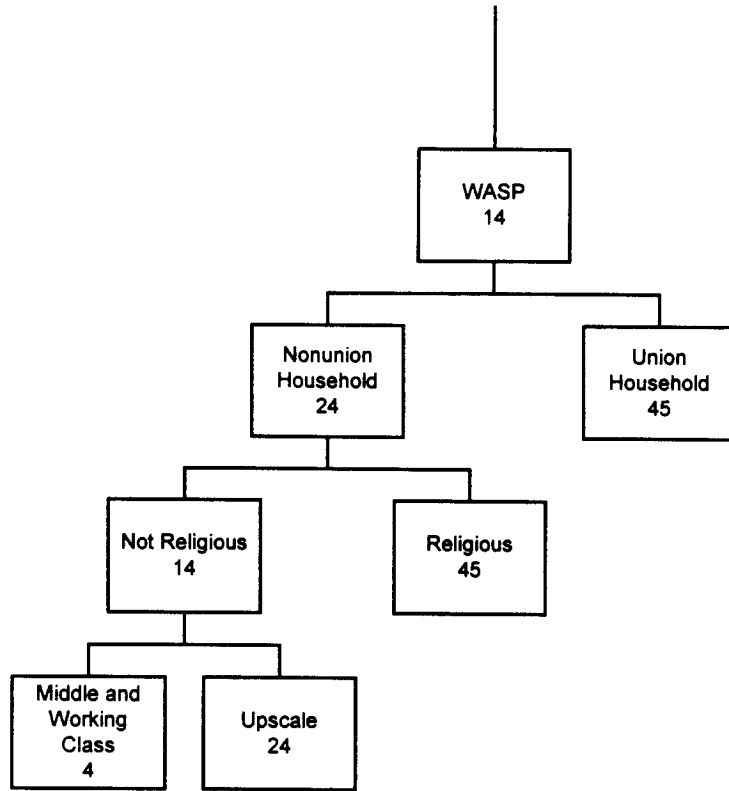 WASP
14
Nonunion
Household
24
Union
Household
45
Not Religious
14
Religious
45
Middle and
Working
Class
4
Upscale
24